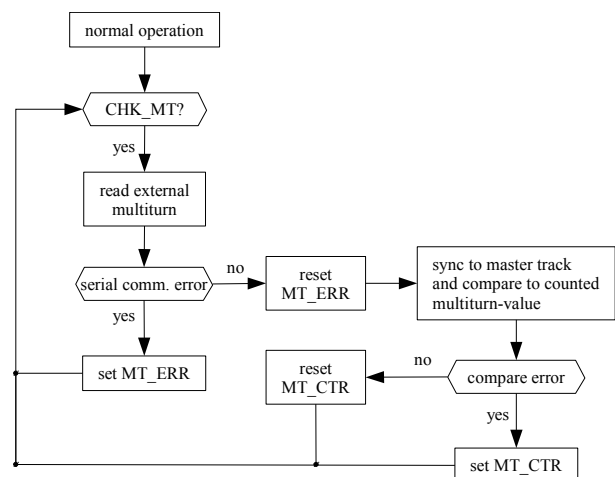 normal operation
CHK_MT?
yes
read external
multiturn
serial comm. error
no
yes
set MT_ERR
reset
MT_ERR
sync to master track
and compare to counted
multiturn-value
compare error
no
reset
MT_CTR
yes
set MT_CTR